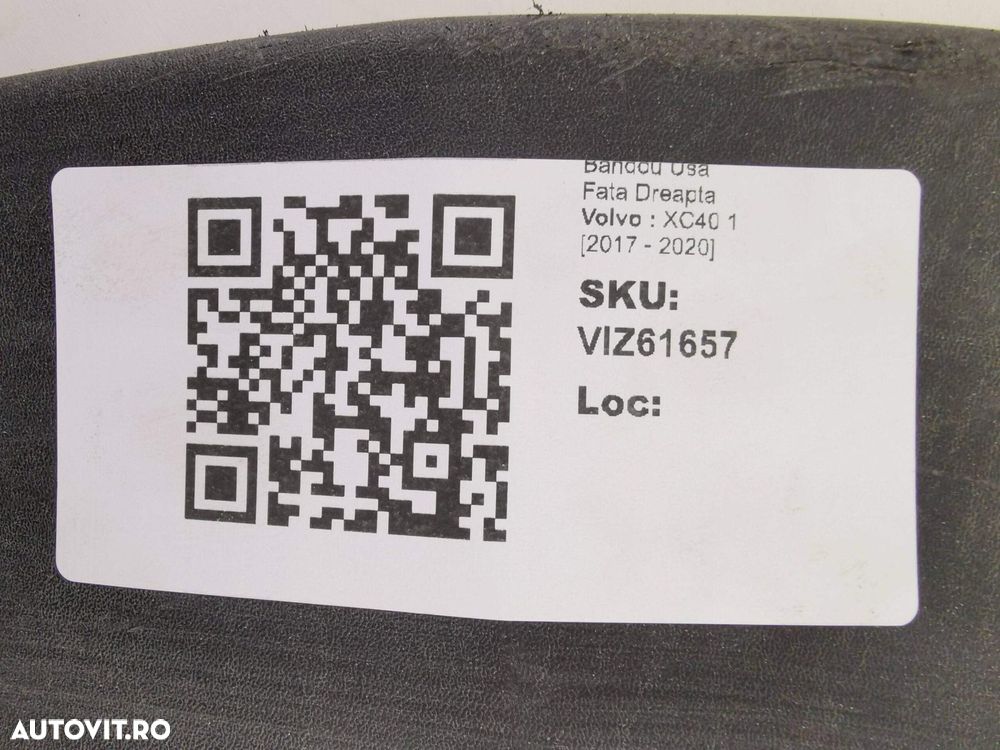 Bandou Usa
Fata Dreapta
Volvo : XC40 1
[2017 - 2020]
SKU:
VIZ61657
Loc:
AUTOVIT.RO